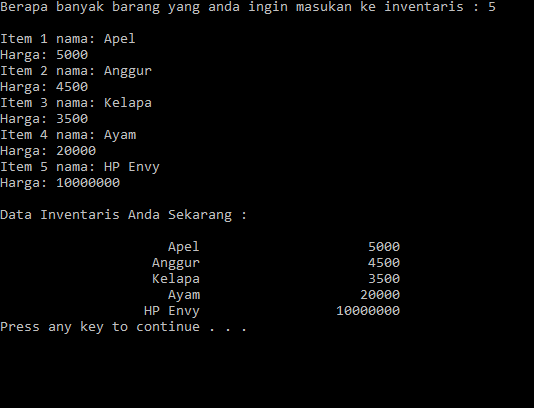 Berapa banyak barang yang anda ingin masukan ke inventaris : 5
Item 1 nama: Apel
Harga: 5000
Item 2 nama: Anggur
Harga: 4500
Item 3 nama: Kelapa
Harga: 3500
Item 4 nama: Ayam
Harga: 20000
Item 5 nama: HP Envy
Harga: 10000000
Data Inventaris Anda Sekarang :
Apel 5000
Anggur 4500
Kelapa 3500
Ayam 20000
HP Envy 10000000
Press any key to continue . . .